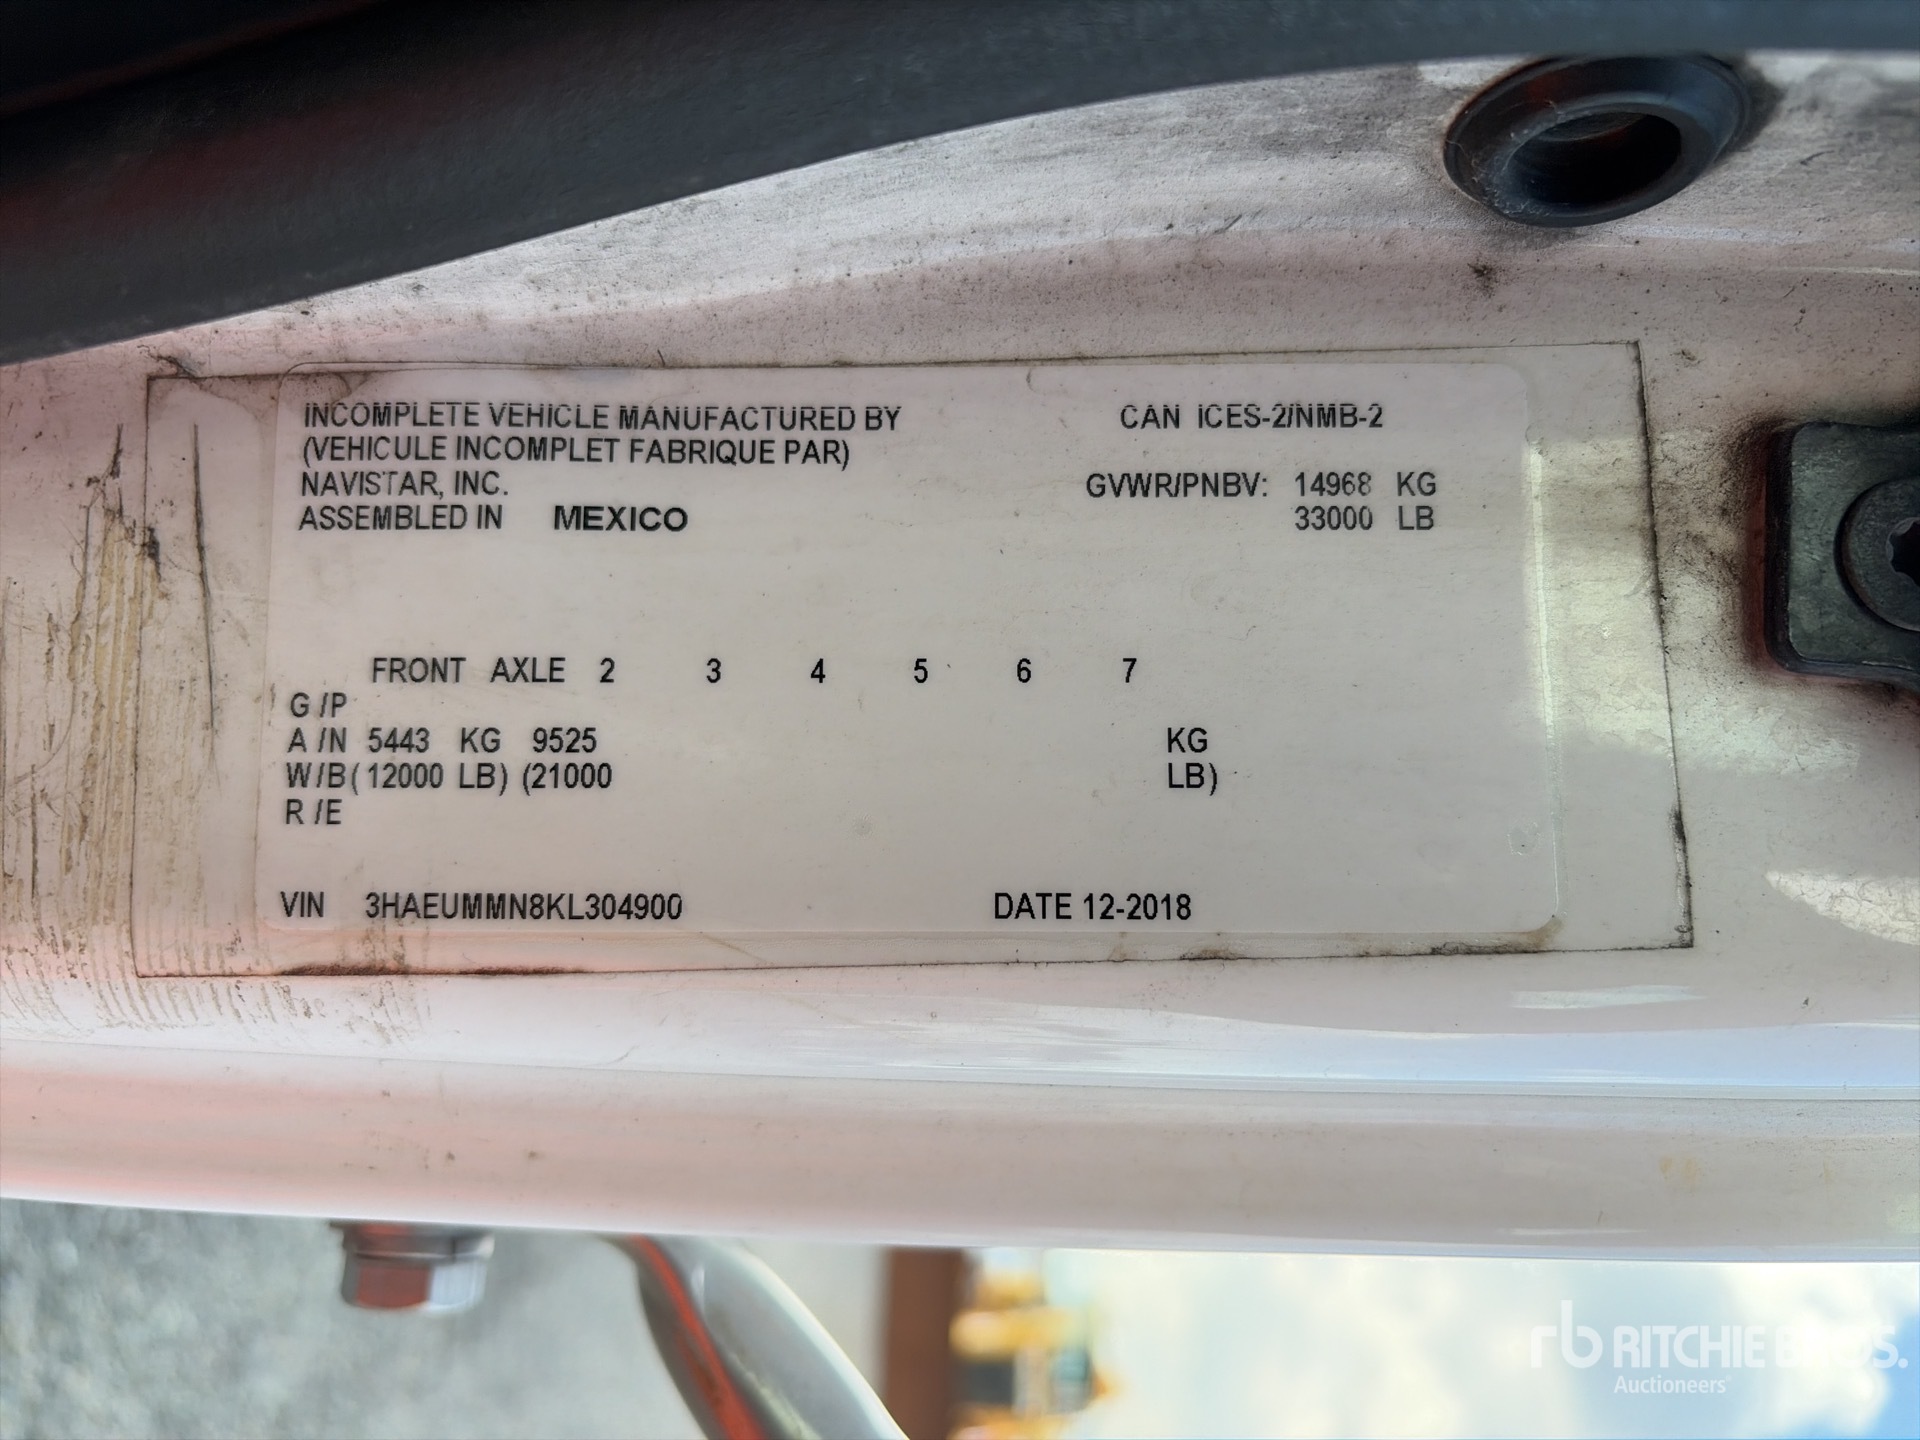 INCOMPLETE VEHICLE MANUFACTURED BY
(VEHICULE INCOMPLET FABRIQUE PAR)
NAVISTAR, INC.
ASSEMBLED IN MEXICO
CAN ICES-2/NMB-2
GVWR/PNBV: 14968 KG
33000 LB
FRONT AXLE 2 3 4 5 6 7
G /P
A /N 5443 KG 9525 KG
W/B (12000 LB) (21000 LB)
R /E
VIN 3HAEUMMN8KL304900 DATE 12-2018
rb RITCHIE BROS.
Auctioneers